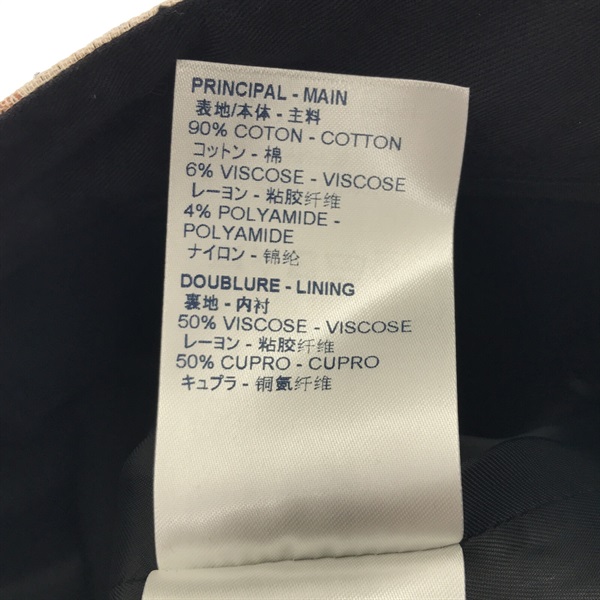 PRINCIPAL - MAIN
表地/本体 - 主料
90% COTON - COTTON
コットン - 棉
6% VISCOSE - VISCOSE
レーヨン - 粘胶纤维
4% POLYAMIDE -
POLYAMIDE
ナイロン - 锦纶
DOUBLURE - LINING
裏地 - 内衬
50% VISCOSE - VISCOSE
レーヨン - 粘胶纤维
50% CUPRO - CUPRO
キュプラ - 铜氨纤维